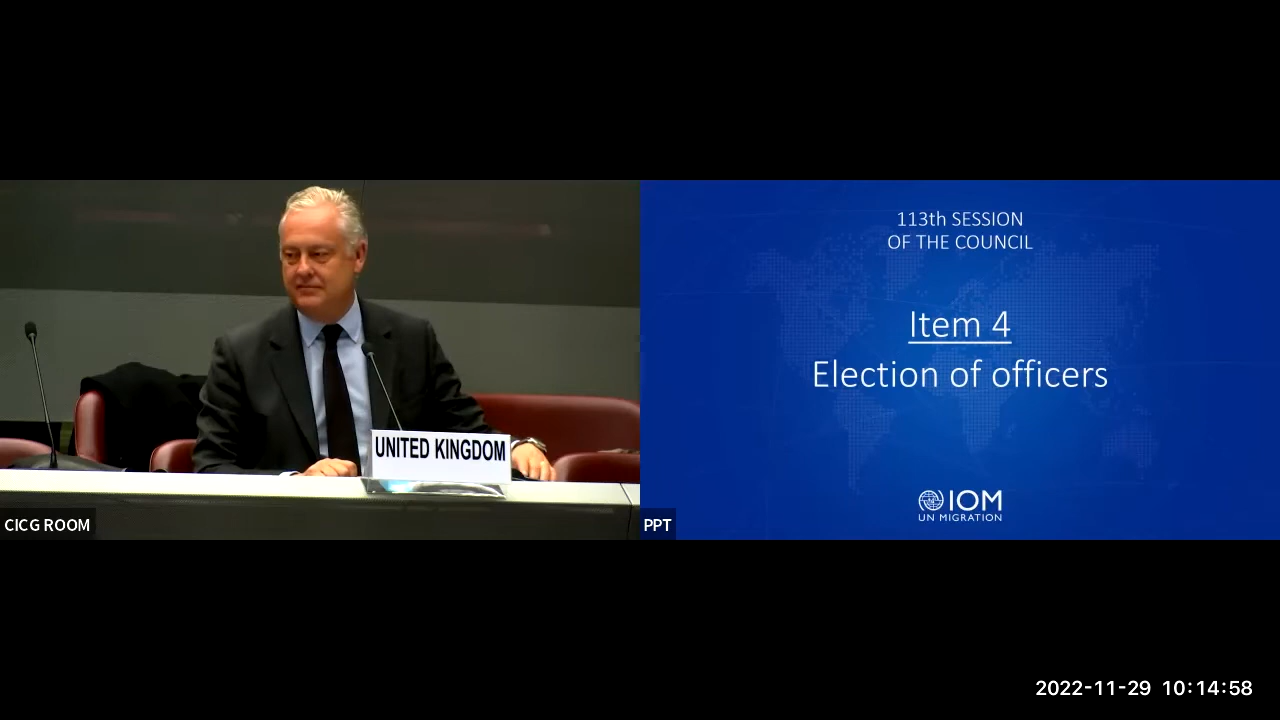 UNITED KINGDOM
CICG ROOM
113th SESSION
OF THE COUNCIL
Item 4
Election of officers
IOM
UN MIGRATION
PPT
2022-11-29 10:14:58